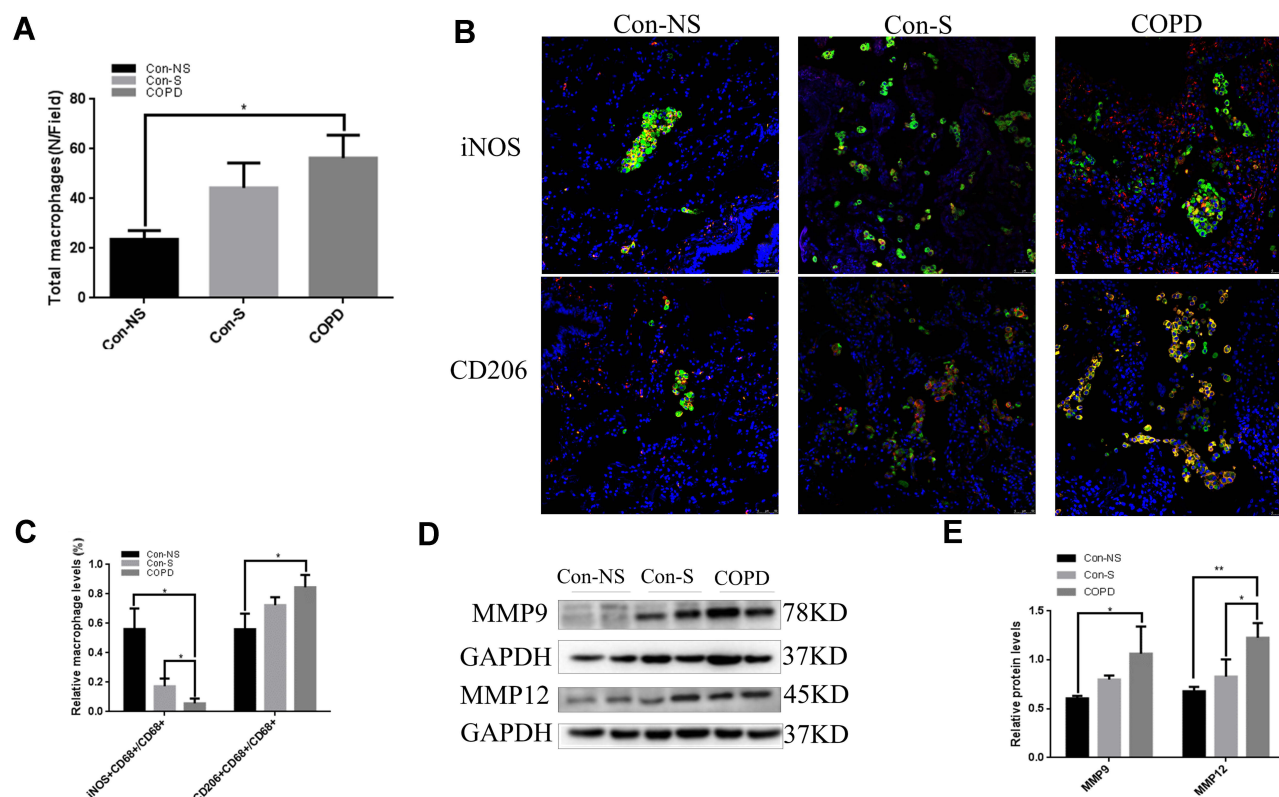 A
Con-NS
Con-S
COPD
Total macrophages(N/Field)
80
60
40
20
0
*
Con-NS
Con-S
COPD
B
Con-NS
Con-S
COPD
iNOS
CD206
C
Relative macrophage levels (%)
Con-NS
Con-S
COPD
1.0
0.8
0.6
0.4
0.2
0.0
*
*
*
iNOS+CD68+/CD68+
CD206+CD68+/CD68+
D
Con-NS
Con-S
COPD
MMP9
78KD
GAPDH
37KD
MMP12
45KD
GAPDH
37KD
E
Con-NS
Con-S
COPD
Relative protein levels
1.5
1.0
0.5
0.0
*
**
*
MMP9
MMP12